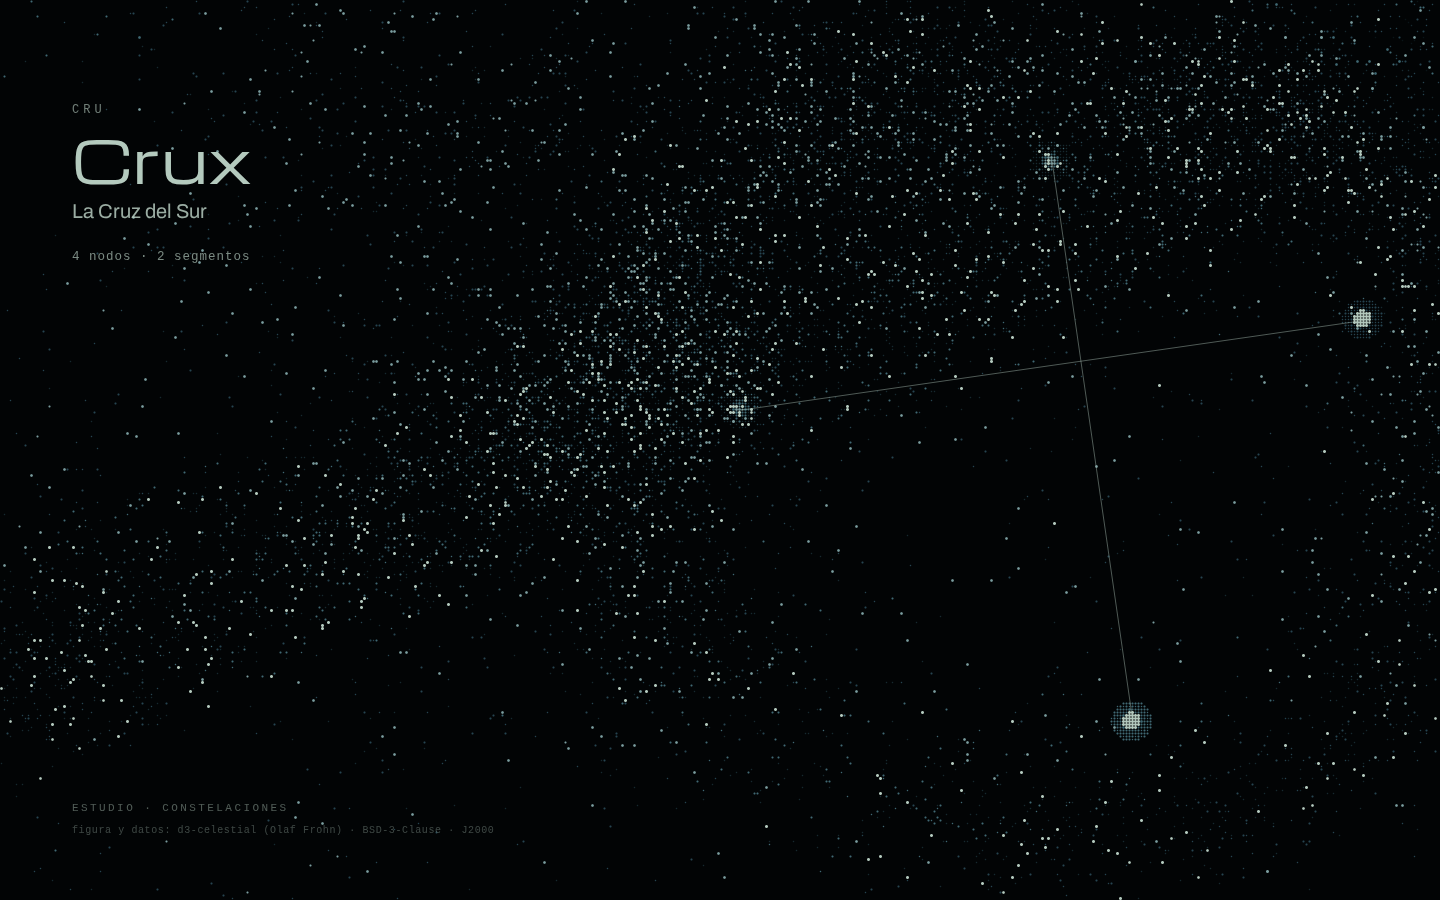 CRU
Crux
La Cruz del Sur
4 nodos · 2 segmentos
ESTUDIO · CONSTELACIONES
figura y datos: d3-celestial (Olaf Frohn) · BSD-3-Clause · J2000